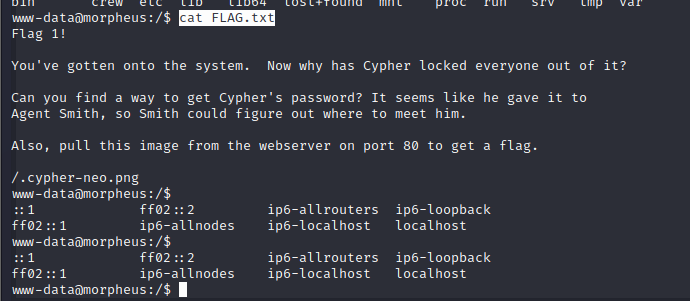 bin crew etc lib lib64 lost+found mnt proc run srv tmp var
www-data@morpheus:/$ cat FLAG.txt
Flag 1!
You've gotten onto the system. Now why has Cypher locked everyone out of it?
Can you find a way to get Cypher's password? It seems like he gave it to
Agent Smith, so Smith could figure out where to meet him.
Also, pull this image from the webserver on port 80 to get a flag.
/.cypher-neo.png
www-data@morpheus:/$
::1 ff02::2 ip6-allrouters ip6-loopback
ff02::1 ip6-allnodes ip6-localhost localhost
www-data@morpheus:/$
::1 ff02::2 ip6-allrouters ip6-loopback
ff02::1 ip6-allnodes ip6-localhost localhost
www-data@morpheus:/$